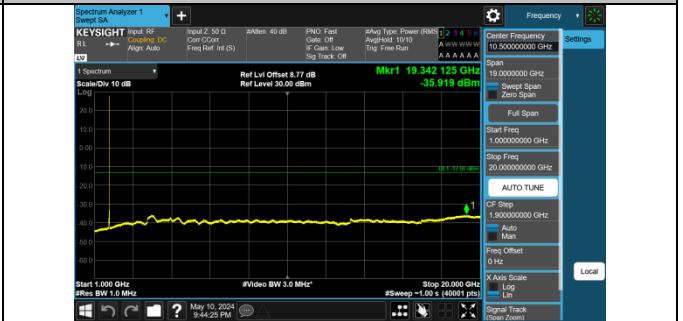 Spectrum Analyzer 1
Swept SA
+
Frequency
KEYSIGHT
RL
Input: RF
Coupling: DC
Align: Auto
Input Z: 50 Ω
Corr CCorr
Freq Ref: Int (S)
#Atten: 40 dB
PNO: Fast
Gate: Off
IF Gain: Low
Sig Track: Off
#Avg Type: Power (RMS)
Avg|Hold: 10/10
Trig: Free Run
1 2 3 4 5 6
A W W W W W
A A A A A A
LV
1 Spectrum
Scale/Div 10 dB
Log
Ref Lvl Offset 8.77 dB
Ref Level 30.00 dBm
Mkr1 19.342 125 GHz
-35.919 dBm
20.0
10.0
0.00
-10.0
-20.0
-30.0
-40.0
-50.0
-60.0
DL1 -13.00 dBm
1
Start 1.000 GHz
#Res BW 1.0 MHz
#Video BW 3.0 MHz*
Stop 20.000 GHz
#Sweep ~1.00 s (40001 pts)
?
May 10, 2024
9:44:25 PM
Center Frequency
10.500000000 GHz
Span
19.0000000 GHz
Swept Span
Zero Span
Full Span
Start Freq
1.000000000 GHz
Stop Freq
20.000000000 GHz
AUTO TUNE
CF Step
1.900000000 GHz
Auto
Man
Freq Offset
0 Hz
X Axis Scale
Log
Lin
Signal Track
(Span Zoom)
Settings
Local